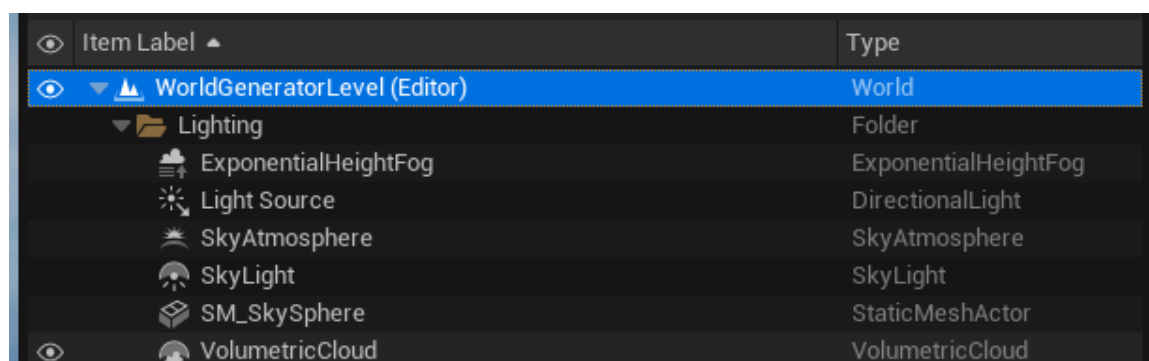 Item Label Type
WorldGeneratorLevel (Editor) World
Lighting Folder
ExponentialHeightFog ExponentialHeightFog
Light Source DirectionalLight
SkyAtmosphere SkyAtmosphere
SkyLight SkyLight
SM_SkySphere StaticMeshActor
VolumetricCloud VolumetricCloud